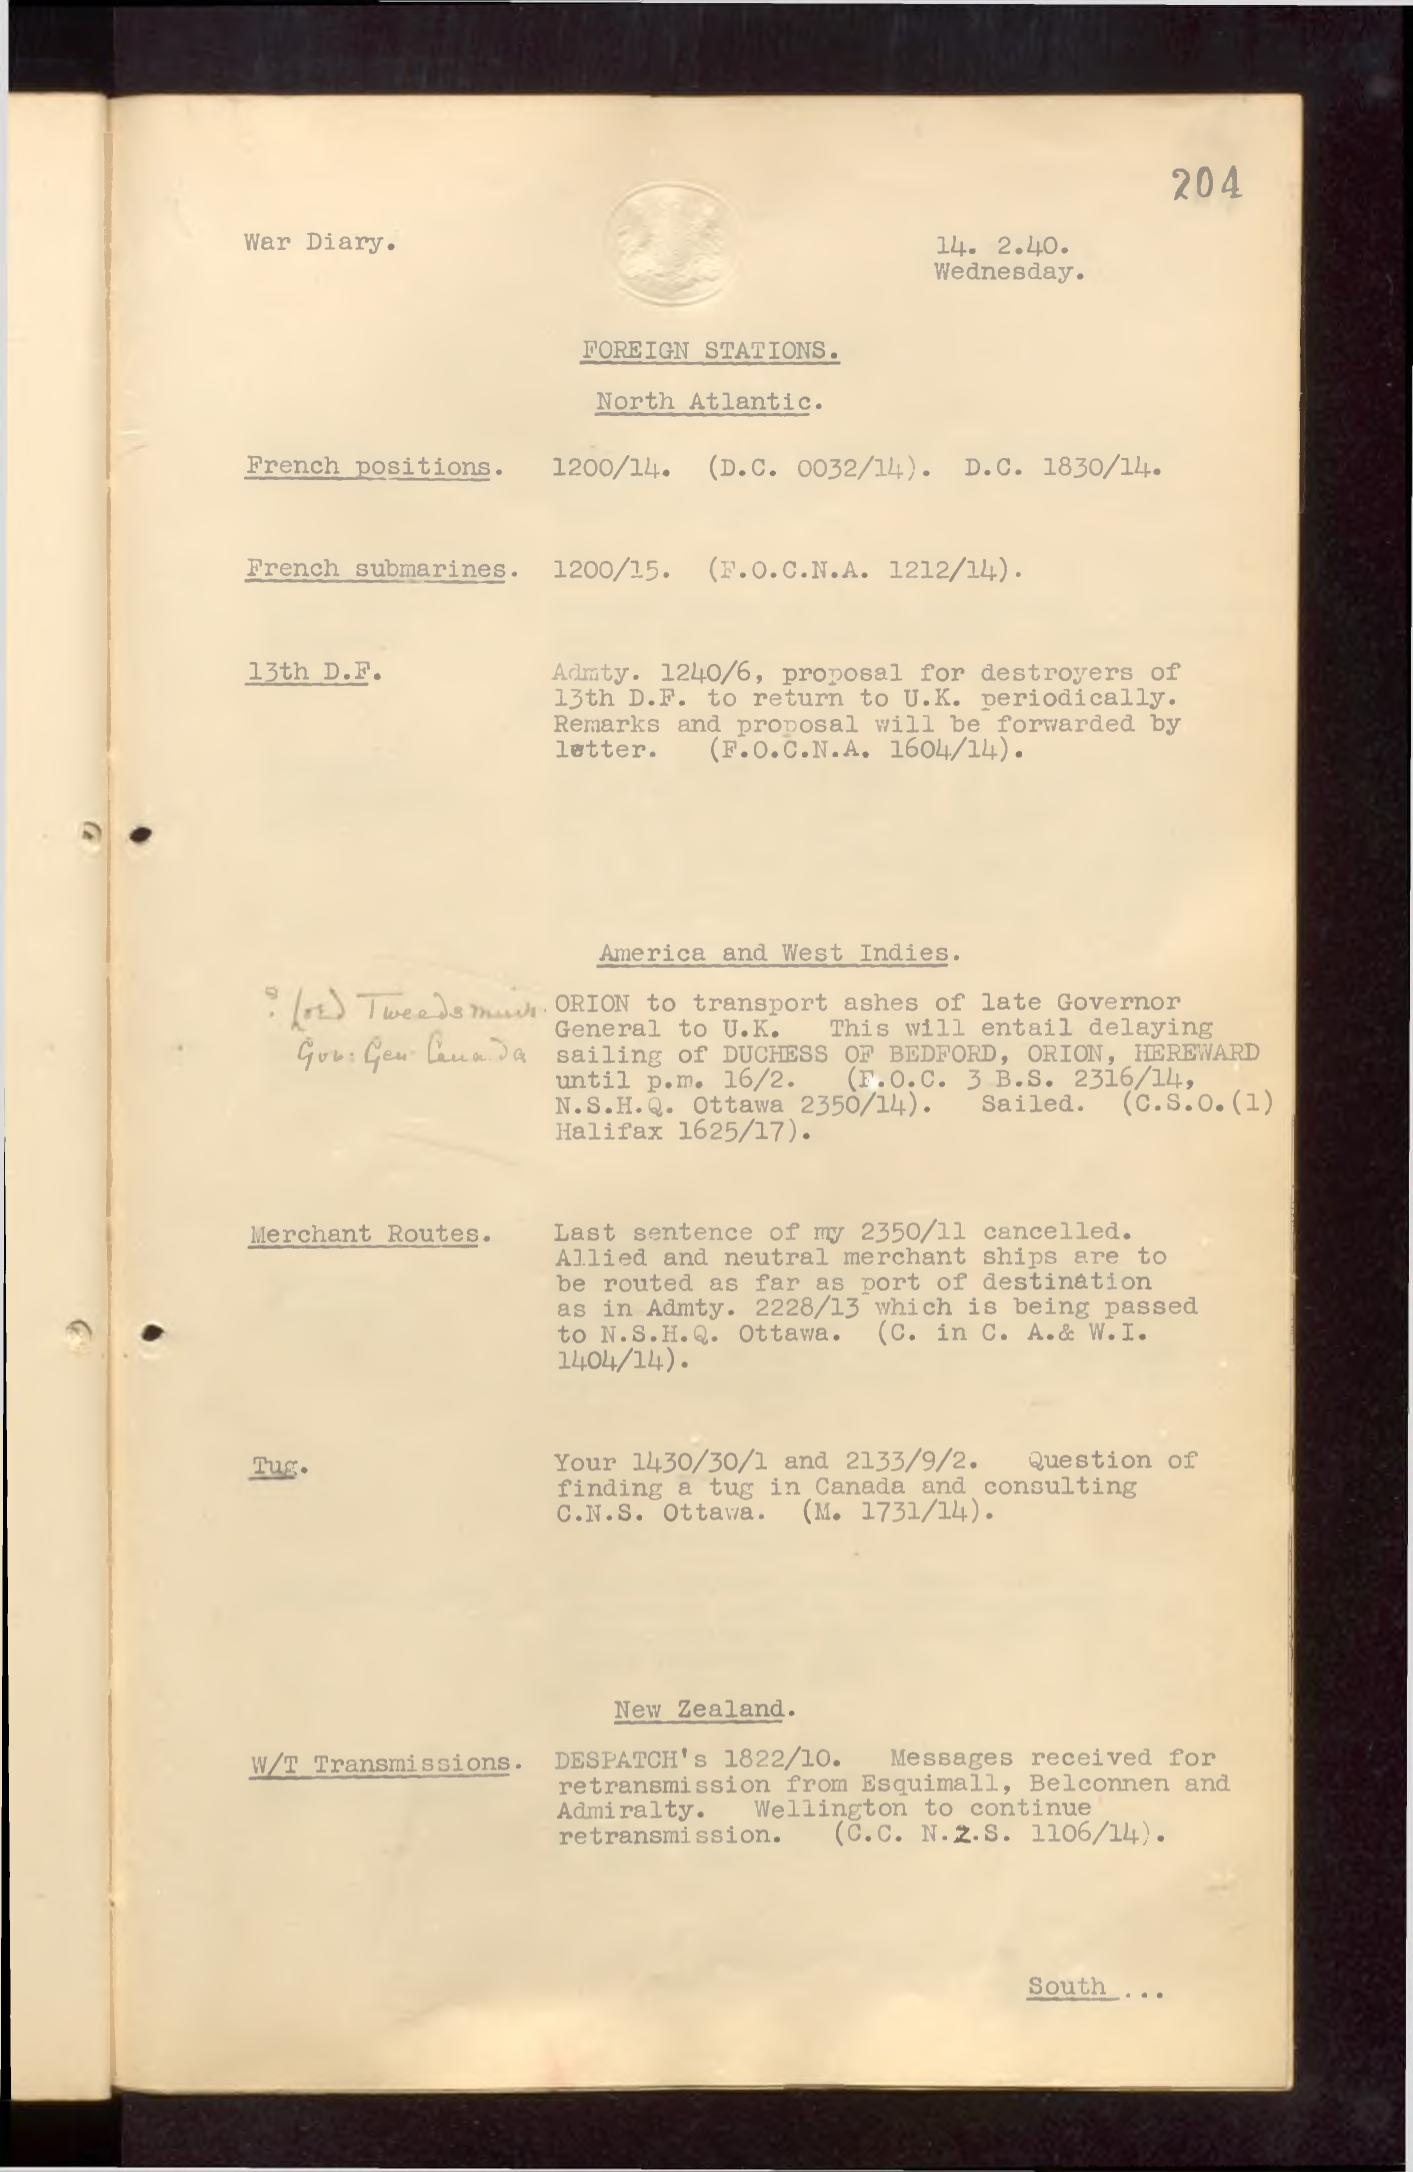 204
War Diary.
14. 2.40.
Wednesday.
FOREIGN STATIONS.
North Atlantic.
French positions. 1200/14. (D.C. 0032/14). D.C. 1830/14.
French submarines. 1200/15. (F.O.C.N.A. 1212/14).
13th D.F. Admty. 1240/6, proposal for destroyers of
13th D.F. to return to U.K. periodically.
Remarks and proposal will be forwarded by
letter. (F.O.C.N.A. 1604/14).
America and West Indies.
? Lord Tweedsmuir.
Gov: Gen Canada
ORION to transport ashes of late Governor
General to U.K. This will entail delaying
sailing of DUCHESS OF BEDFORD, ORION, HEREWARD
until p.m. 16/2. (F.O.C. 3 B.S. 2316/14,
N.S.H.Q. Ottawa 2350/14). Sailed. (C.S.O.(1)
Halifax 1625/17).
Merchant Routes. Last sentence of my 2350/11 cancelled.
Allied and neutral merchant ships are to
be routed as far as port of destination
as in Admty. 2228/13 which is being passed
to N.S.H.Q. Ottawa. (C. in C. A.& W.I.
1404/14).
Tug. Your 1430/30/1 and 2133/9/2. Question of
finding a tug in Canada and consulting
C.N.S. Ottawa. (M. 1731/14).
New Zealand.
W/T Transmissions. DESPATCH's 1822/10. Messages received for
retransmission from Esquimall, Belconnen and
Admiralty. Wellington to continue
retransmission. (C.C. N.Z.S. 1106/14).
South ...